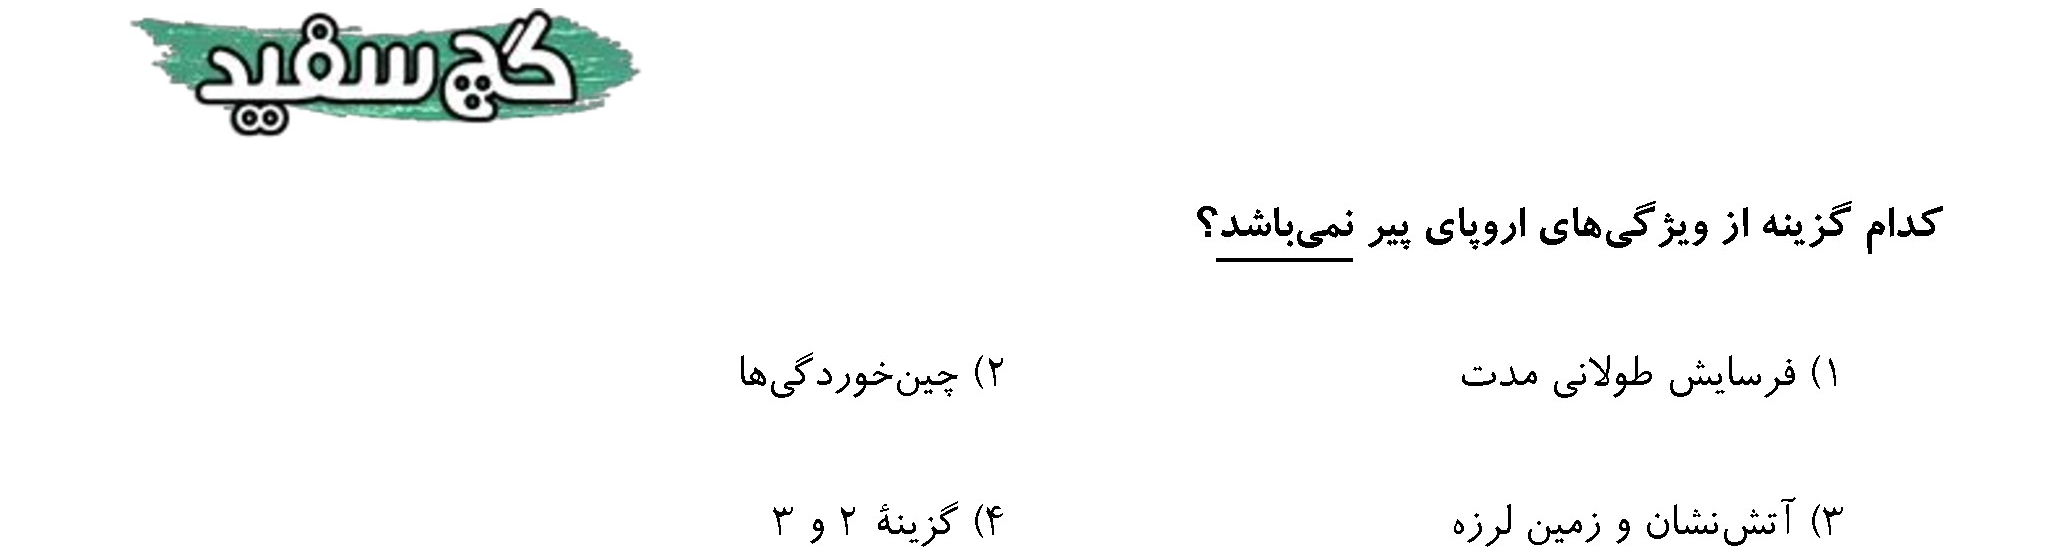 گچ سفید
کدام گزینه از ویژگی‌های اروپای پیر نمی‌باشد؟
۱) فرسایش طولانی مدت
۲) چین‌خوردگی‌ها
۳) آتش‌نشان و زمین لرزه
۴) گزینهٔ ۲ و ۳